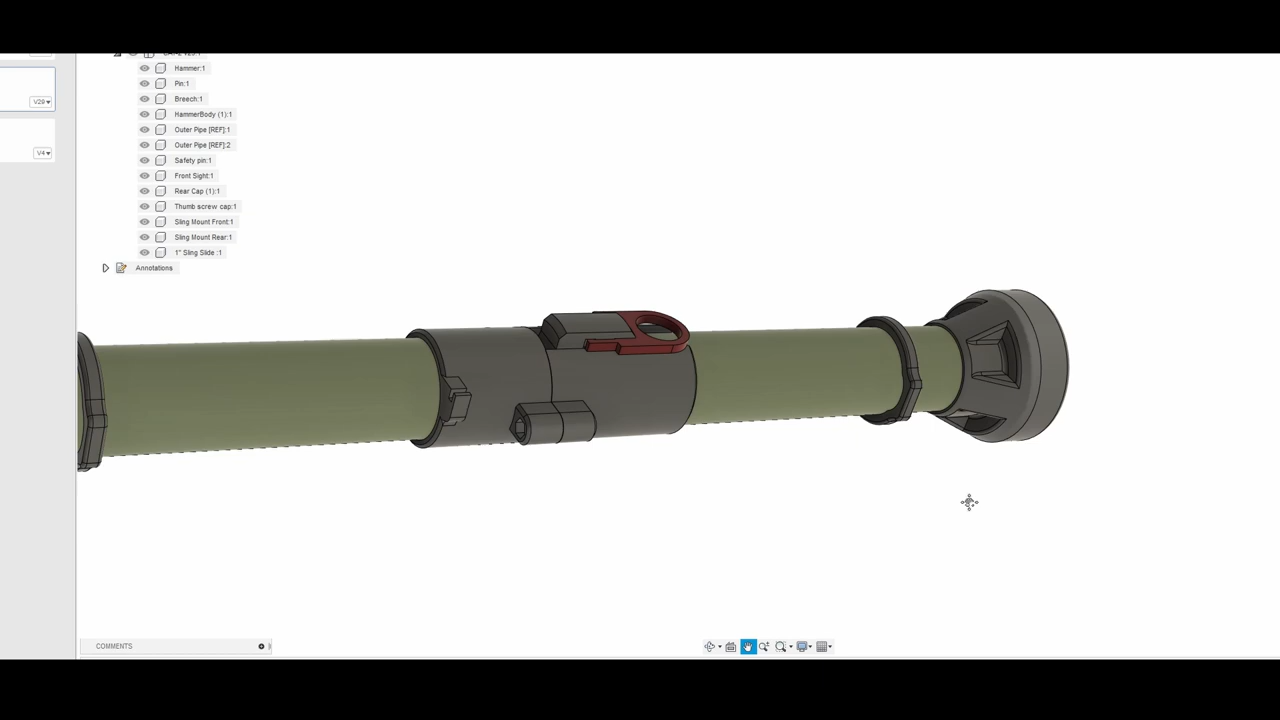 Hammer:1
Pin:1
V29
Breech:1
HammerBody (1):1
Outer Pipe [REF]:1
Outer Pipe [REF]:2
V4
Safety pin:1
Front Sight:1
Rear Cap (1):1
Thumb screw cap:1
Sling Mount Front:1
Sling Mount Rear:1
1" Sling Slide :1
Annotations
COMMENTS